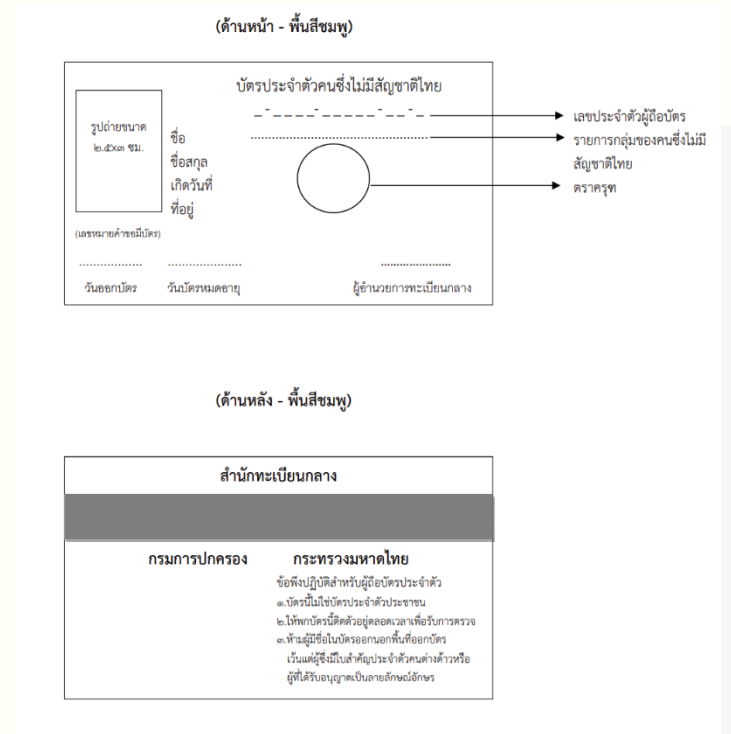 (ด้านหน้า - พื้นสีชมพู)
บัตรประจำตัวคนซึ่งไม่มีสัญชาติไทย
เลขประจำตัวผู้ถือบัตร
รูปถ่ายขนาด
๒.๕X๓ ซม.
รายการกลุ่มของคนซึ่งไม่มี
สัญชาติไทย
ตราครุฑ
ชื่อ
ชื่อสกุล
เกิดวันที่
ที่อยู่
(เลขหมายคำขอมีบัตร)
วันออกบัตร วันบัตรหมดอายุ ผู้อำนวยการทะเบียนกลาง
(ด้านหลัง - พื้นสีชมพู)
สำนักทะเบียนกลาง
กรมการปกครอง กระทรวงมหาดไทย
ข้อพึงปฏิบัติสำหรับผู้ถือบัตรประจำตัว
๑.บัตรนี้ไม่ใช่บัตรประจำตัวประชาชน
๒.ให้พกบัตรนี้ติดตัวอยู่ตลอดเวลาเพื่อรับการตรวจ
๓.ห้ามผู้มีชื่อในบัตรออกนอกพื้นที่ออกบัตร
เว้นแต่ผู้ซึ่งมีใบสำคัญประจำตัวคนต่างด้าวหรือ
ผู้ที่ได้รับอนุญาตเป็นลายลักษณ์อักษร